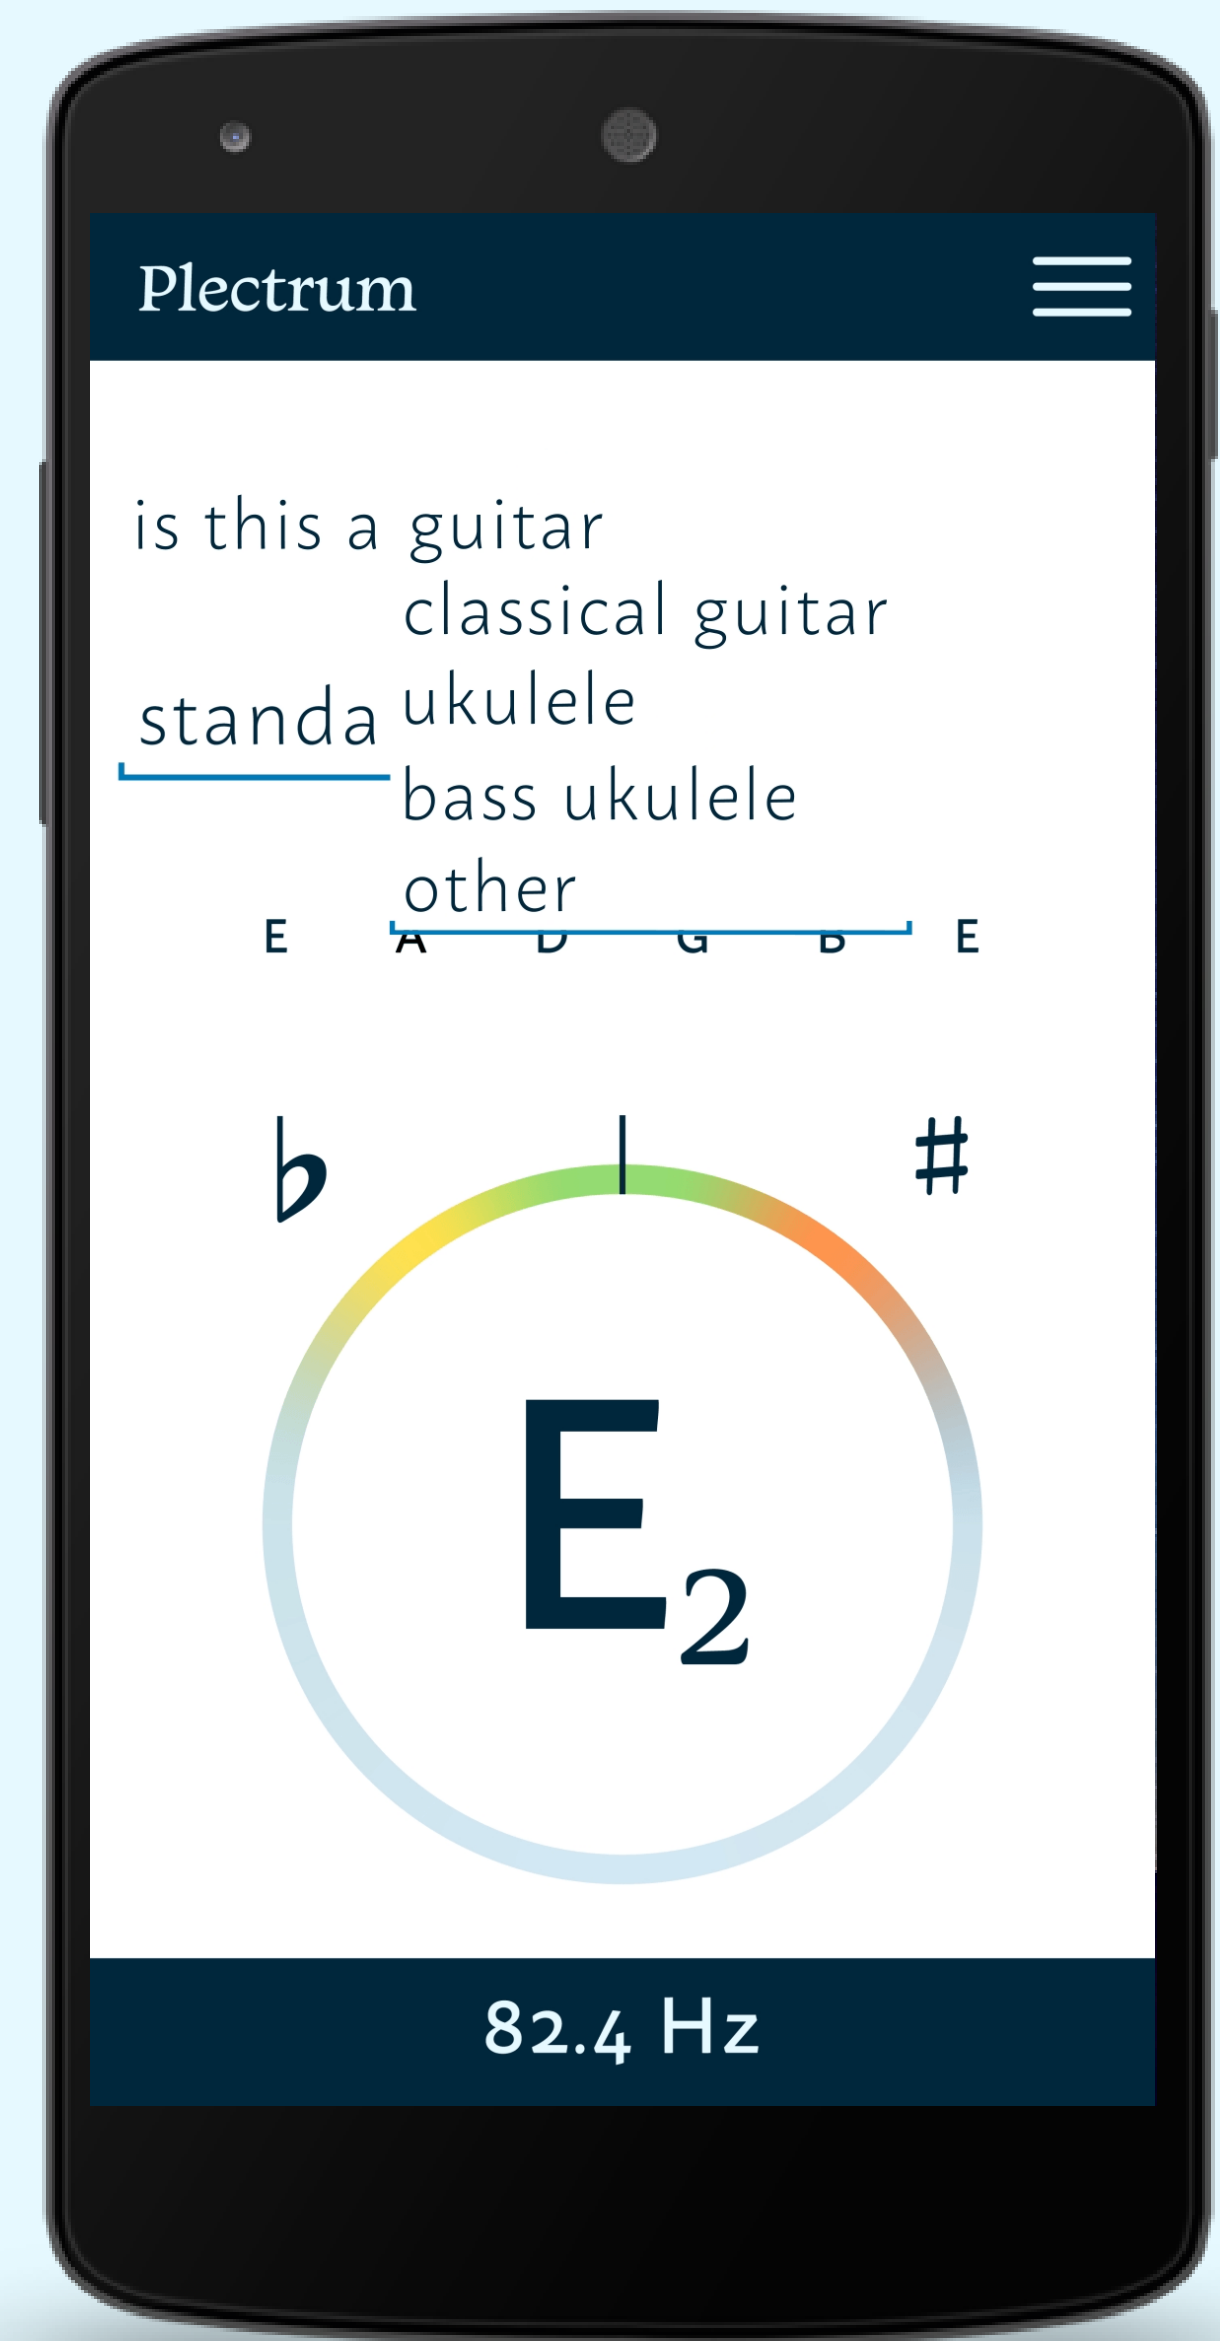 Plectrum
is this a guitar
classical guitar
ukulele
standa
bass ukulele
other
E A D G B E
♭ ♯
E₂
82.4 Hz